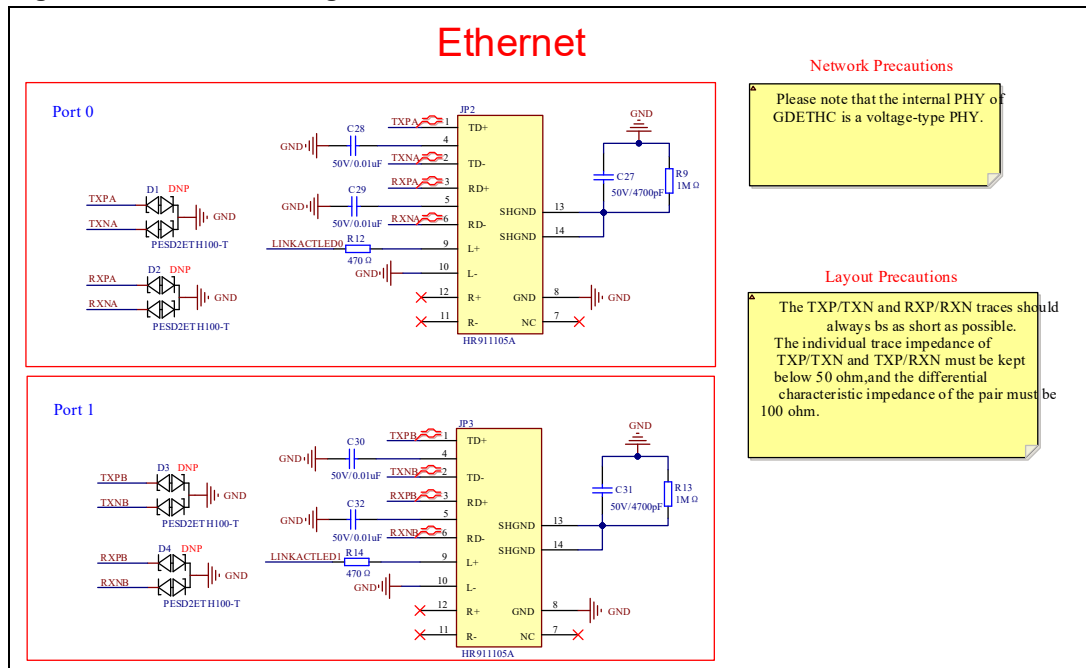 Ethernet
Port 0
TXPA
TXNA
D1 DNP
GND
PESD2ETH100-T
RXPA
RXNA
D2 DNP
GND
PESD2ETH100-T
JP2
TXPA 1 TD+
GND C28 4
50V/0.01uF
TXNA 2 TD-
RXPA 3 RD+
GND C29 5
50V/0.01uF
RXNA 6 RD-
LINKACTLED0 R12 9 L+
470 Ω
GND 10 L-
12 R+
11 R-
SHGND 13
SHGND 14
GND 8 GND
NC 7
HR911105A
GND
C27
50V/4700pF
R9
1M Ω
Port 1
TXPB
TXNB
D3 DNP
GND
PESD2ETH100-T
RXPB
RXNB
D4 DNP
GND
PESD2ETH100-T
JP3
TXPB 1 TD+
GND C30 4
50V/0.01uF
TXNB 2 TD-
RXPB 3 RD+
GND C32 5
50V/0.01uF
RXNB 6 RD-
LINKACTLED1 R14 9 L+
470 Ω
GND 10 L-
12 R+
11 R-
SHGND 13
SHGND 14
GND 8 GND
NC 7
HR911105A
GND
C31
50V/4700pF
R13
1M Ω
Network Precautions
Please note that the internal PHY of
GDETHC is a voltage-type PHY.
Layout Precautions
The TXP/TXN and RXP/RXN traces should
always bs as short as possible.
The individual trace impedance of
TXP/TXN and TXP/RXN must be kept
below 50 ohm,and the differential
characteristic impedance of the pair must be
100 ohm.